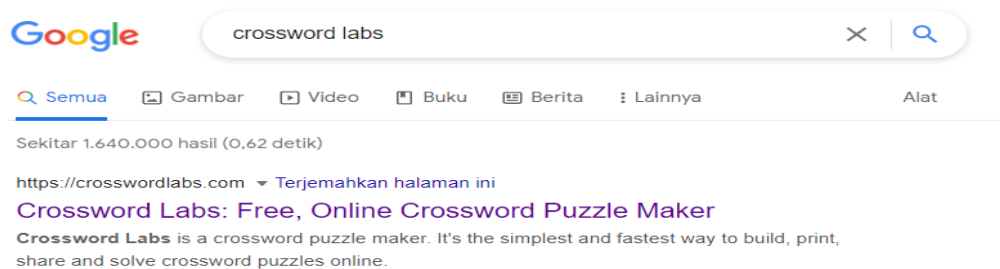 Google
crossword labs
Semua Gambar Video Buku Berita Lainnya Alat
Sekitar 1.640.000 hasil (0,62 detik)
https://crosswordlabs.com Terjemahkan halaman ini
Crossword Labs: Free, Online Crossword Puzzle Maker
Crossword Labs is a crossword puzzle maker. It's the simplest and fastest way to build, print,
share and solve crossword puzzles online.